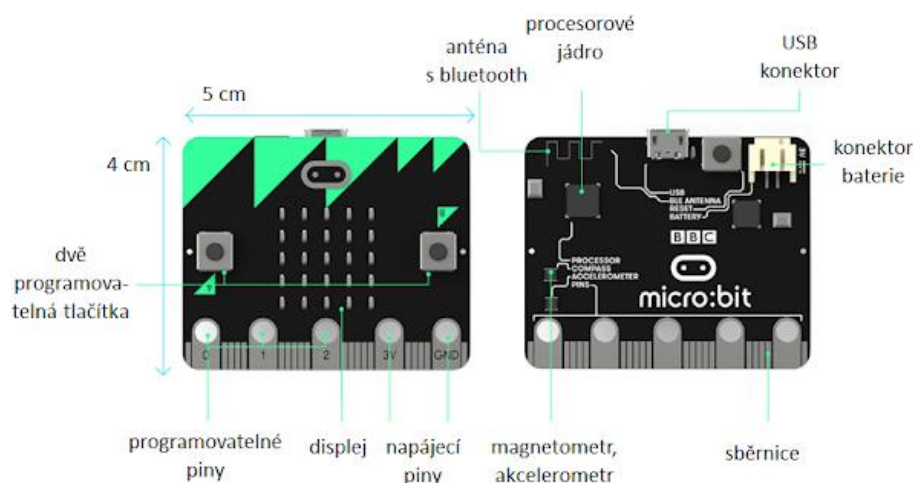 anténa
s bluetooth
procesorové
jádro
USB
konektor
5 cm
4 cm
konektor
baterie
dvě
programova-
telná tlačítka
B
A
0
1
2
3V
GND
USB
BLE ANTENNA
RESET
BATTERY
BBC
PROCESSOR
COMPASS
ACCELEROMETER
PINS
micro:bit
programovatelné
piny
displej
napájecí
piny
magnetometr,
akcelerometr
sběrnice